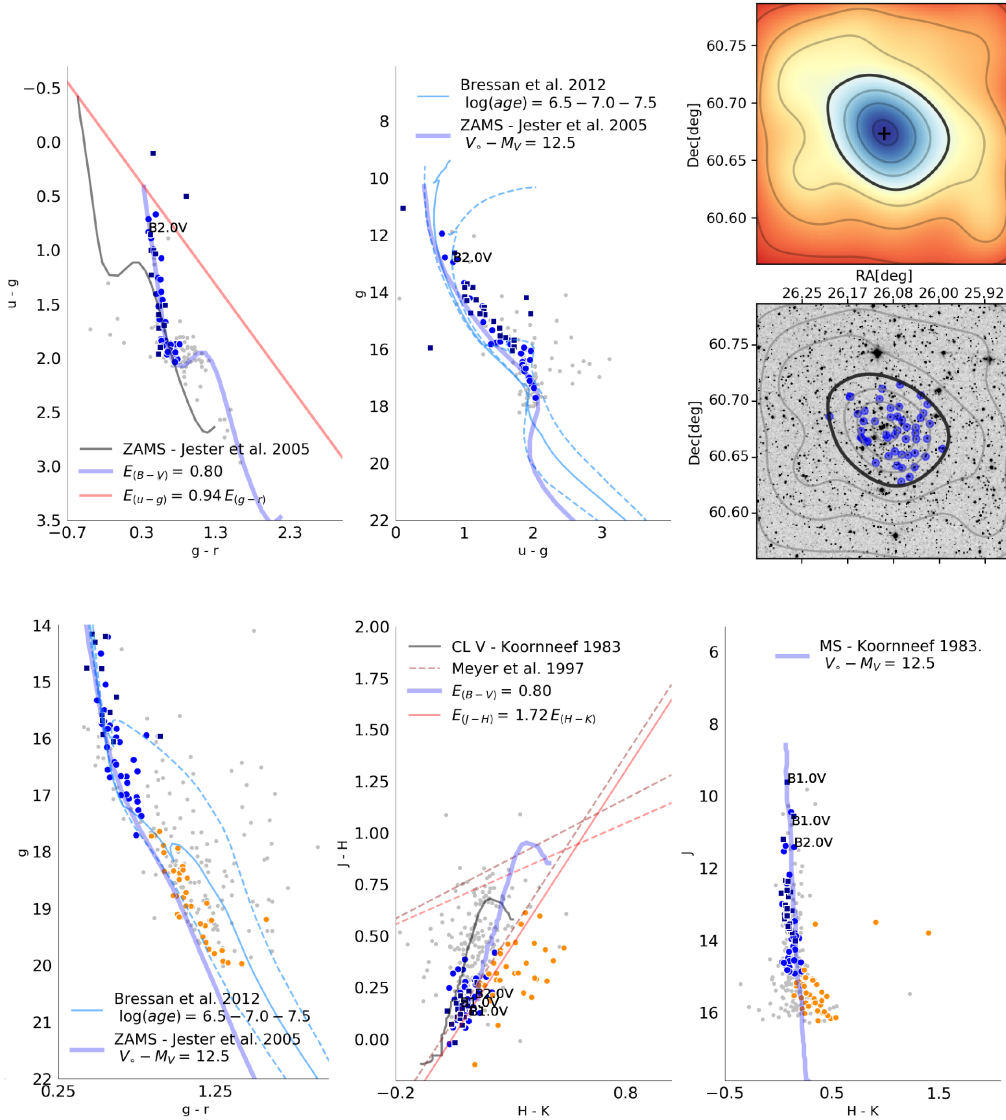 −0.5
0.0
0.5
1.0
1.5
2.0
2.5
3.0
3.5
u - g
−0.7
0.3
1.3
2.3
g - r
B2.0V
ZAMS - Jester et al. 2005
E(B−V) = 0.80
E(u−g) = 0.94 E(g−r)
8
10
12
14
16
18
20
22
g
0
1
2
3
u - g
B2.0V
Bressan et al. 2012
log(age) = 6.5 − 7.0 − 7.5
ZAMS - Jester et al. 2005
V∘ − MV = 12.5
60.75
60.70
60.65
60.60
Dec[deg]
RA[deg]
26.25
26.17
26.08
26.00
25.92
60.75
60.70
60.65
60.60
Dec[deg]
14
15
16
17
18
19
20
21
22
g
0.25
1.25
g - r
Bressan et al. 2012
log(age) = 6.5 − 7.0 − 7.5
ZAMS - Jester et al. 2005
V∘ − MV = 12.5
2.00
1.75
1.50
1.25
1.00
0.75
0.50
0.25
0.00
J - H
−0.2
0.8
H - K
CL V - Koornneef 1983
Meyer et al. 1997
E(B−V) = 0.80
E(J−H) = 1.72 E(H−K)
B2.0V
B1.0V
B1.0V
6
8
10
12
14
16
J
−0.5
0.5
1.5
H - K
MS - Koornneef 1983.
V∘ − MV = 12.5
B1.0V
B1.0V
B2.0V